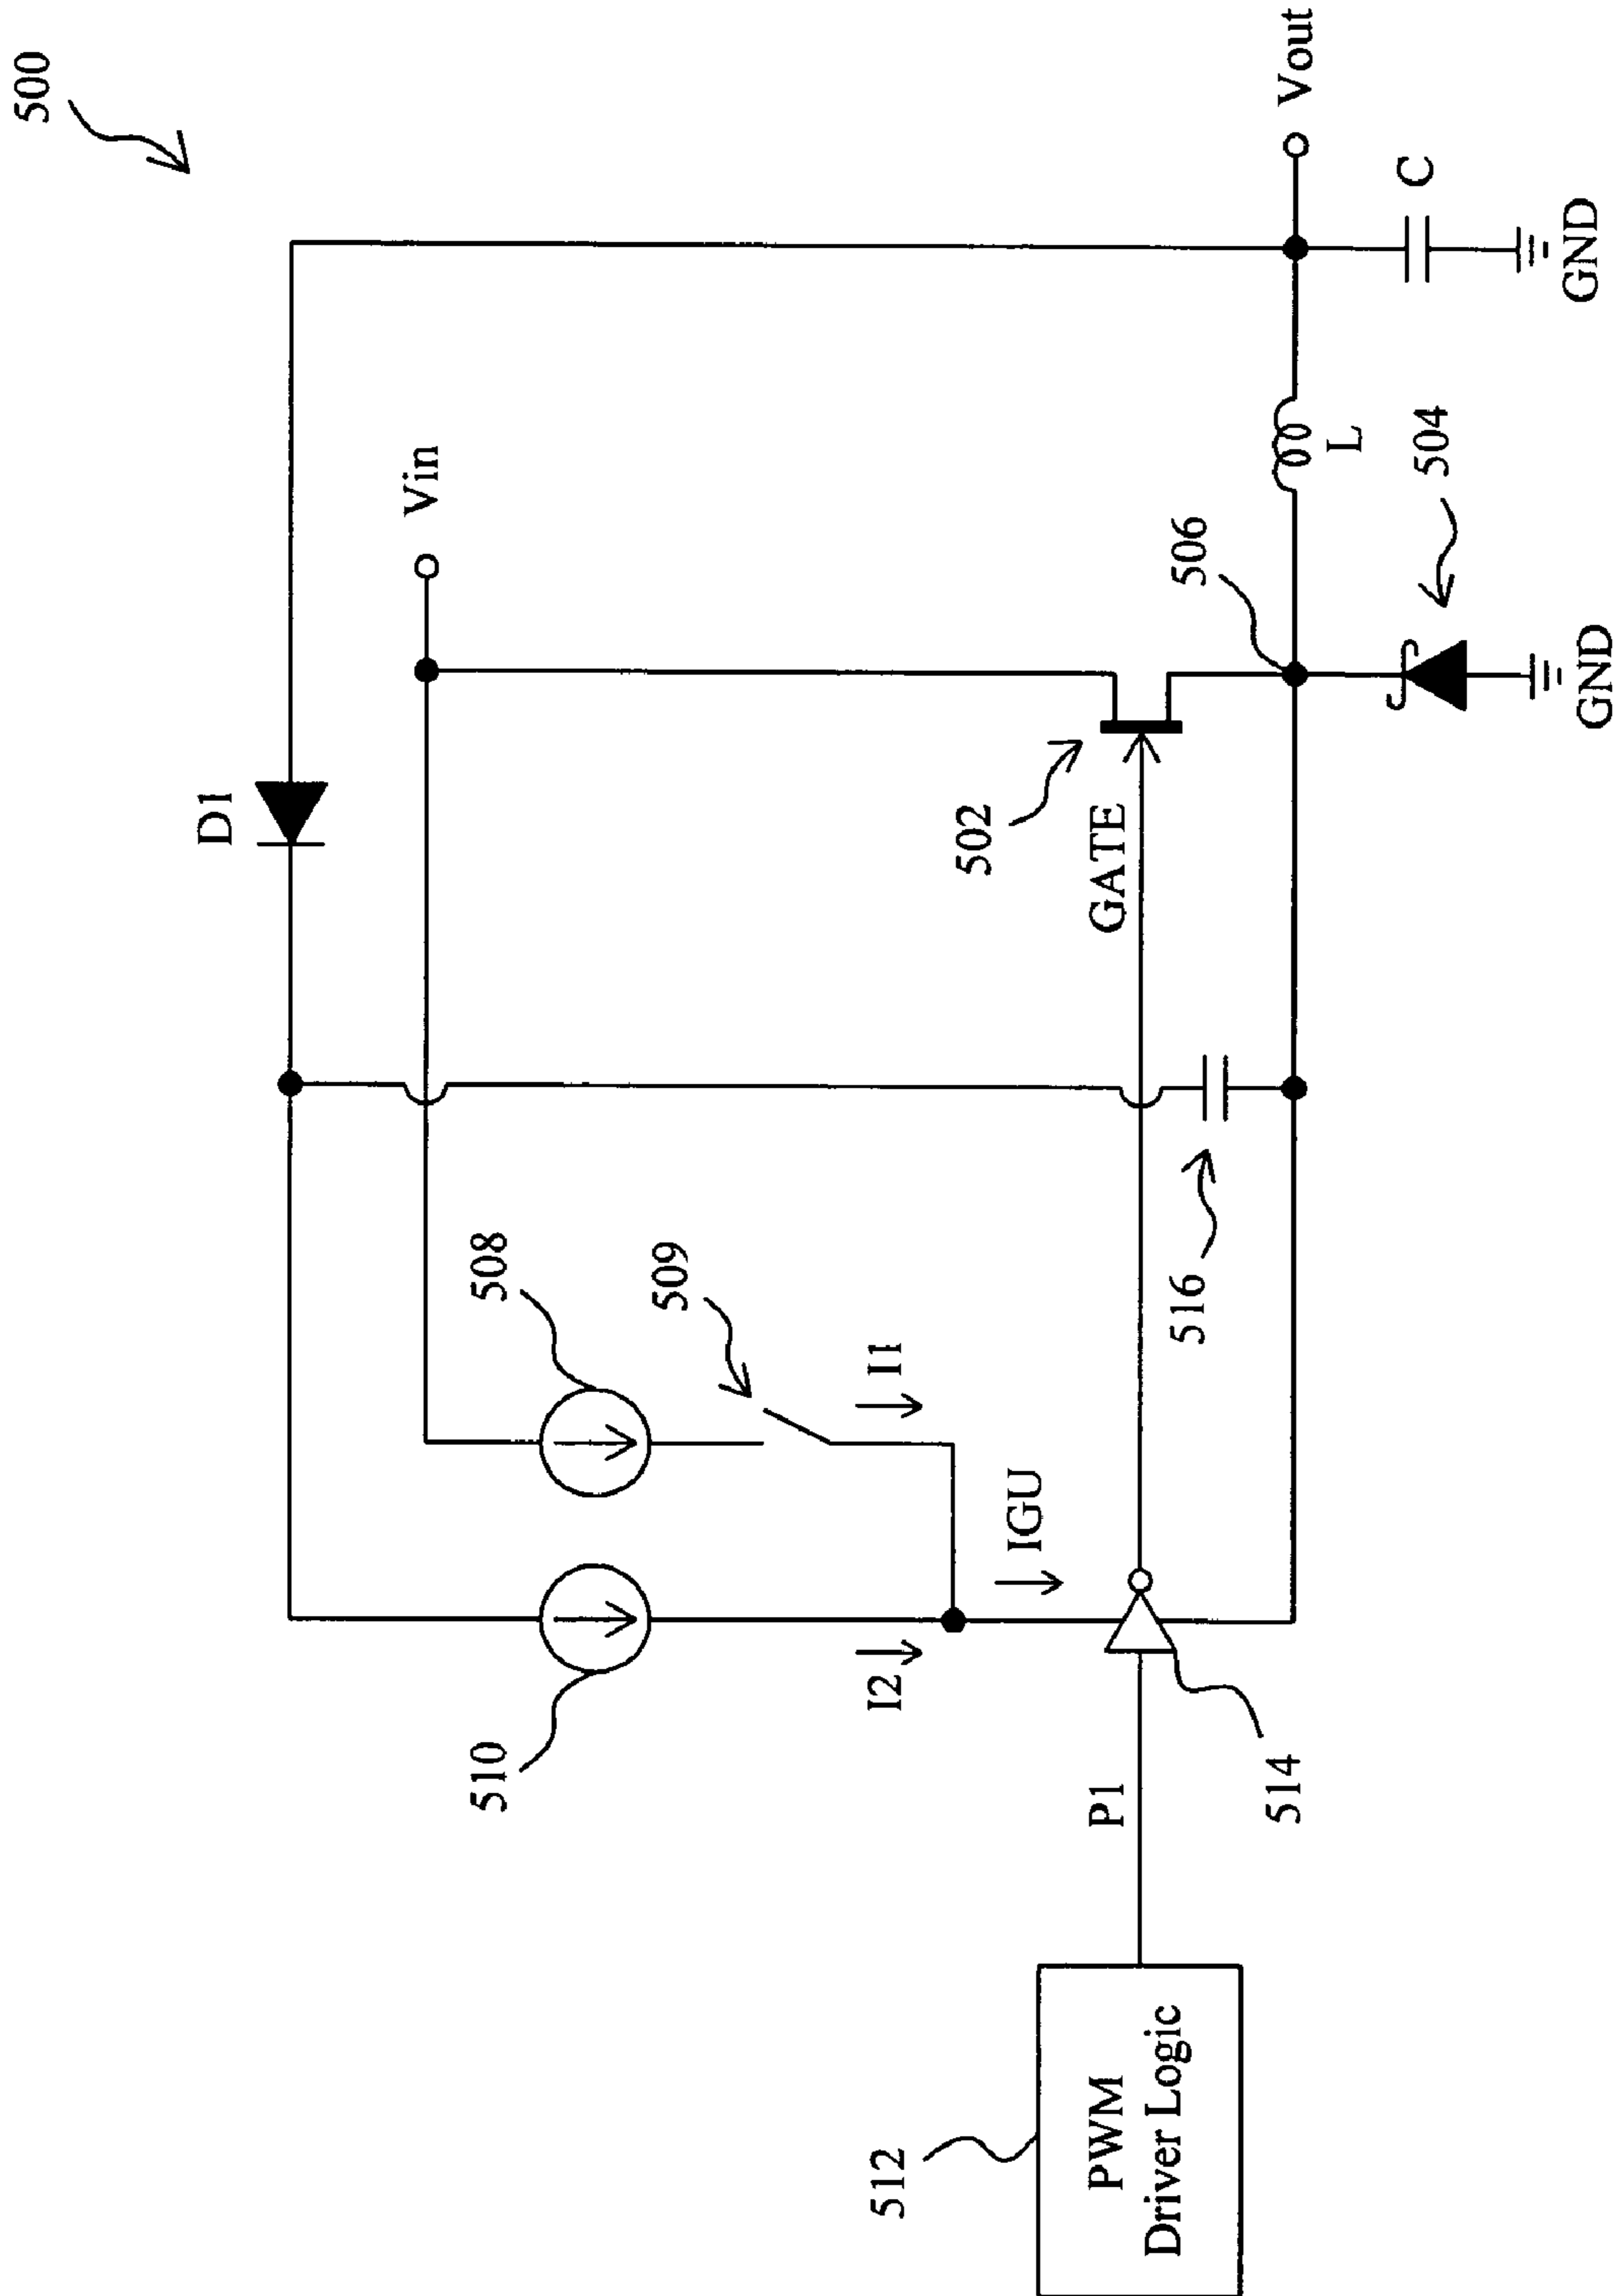 500
D1
Vin
510
508
509
I2
I1
IGU
502
GATE
506
Vout
512
PWM
Driver Logic
P1
514
516
L
504
C
GND
GND